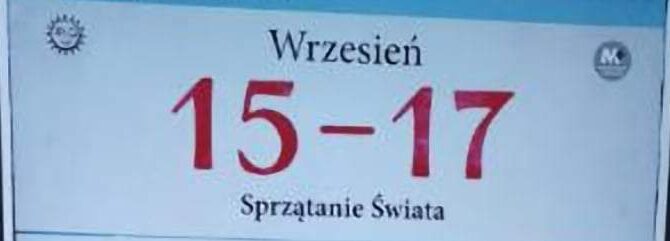 Wrzesień
15-17
Sprzątanie Świata